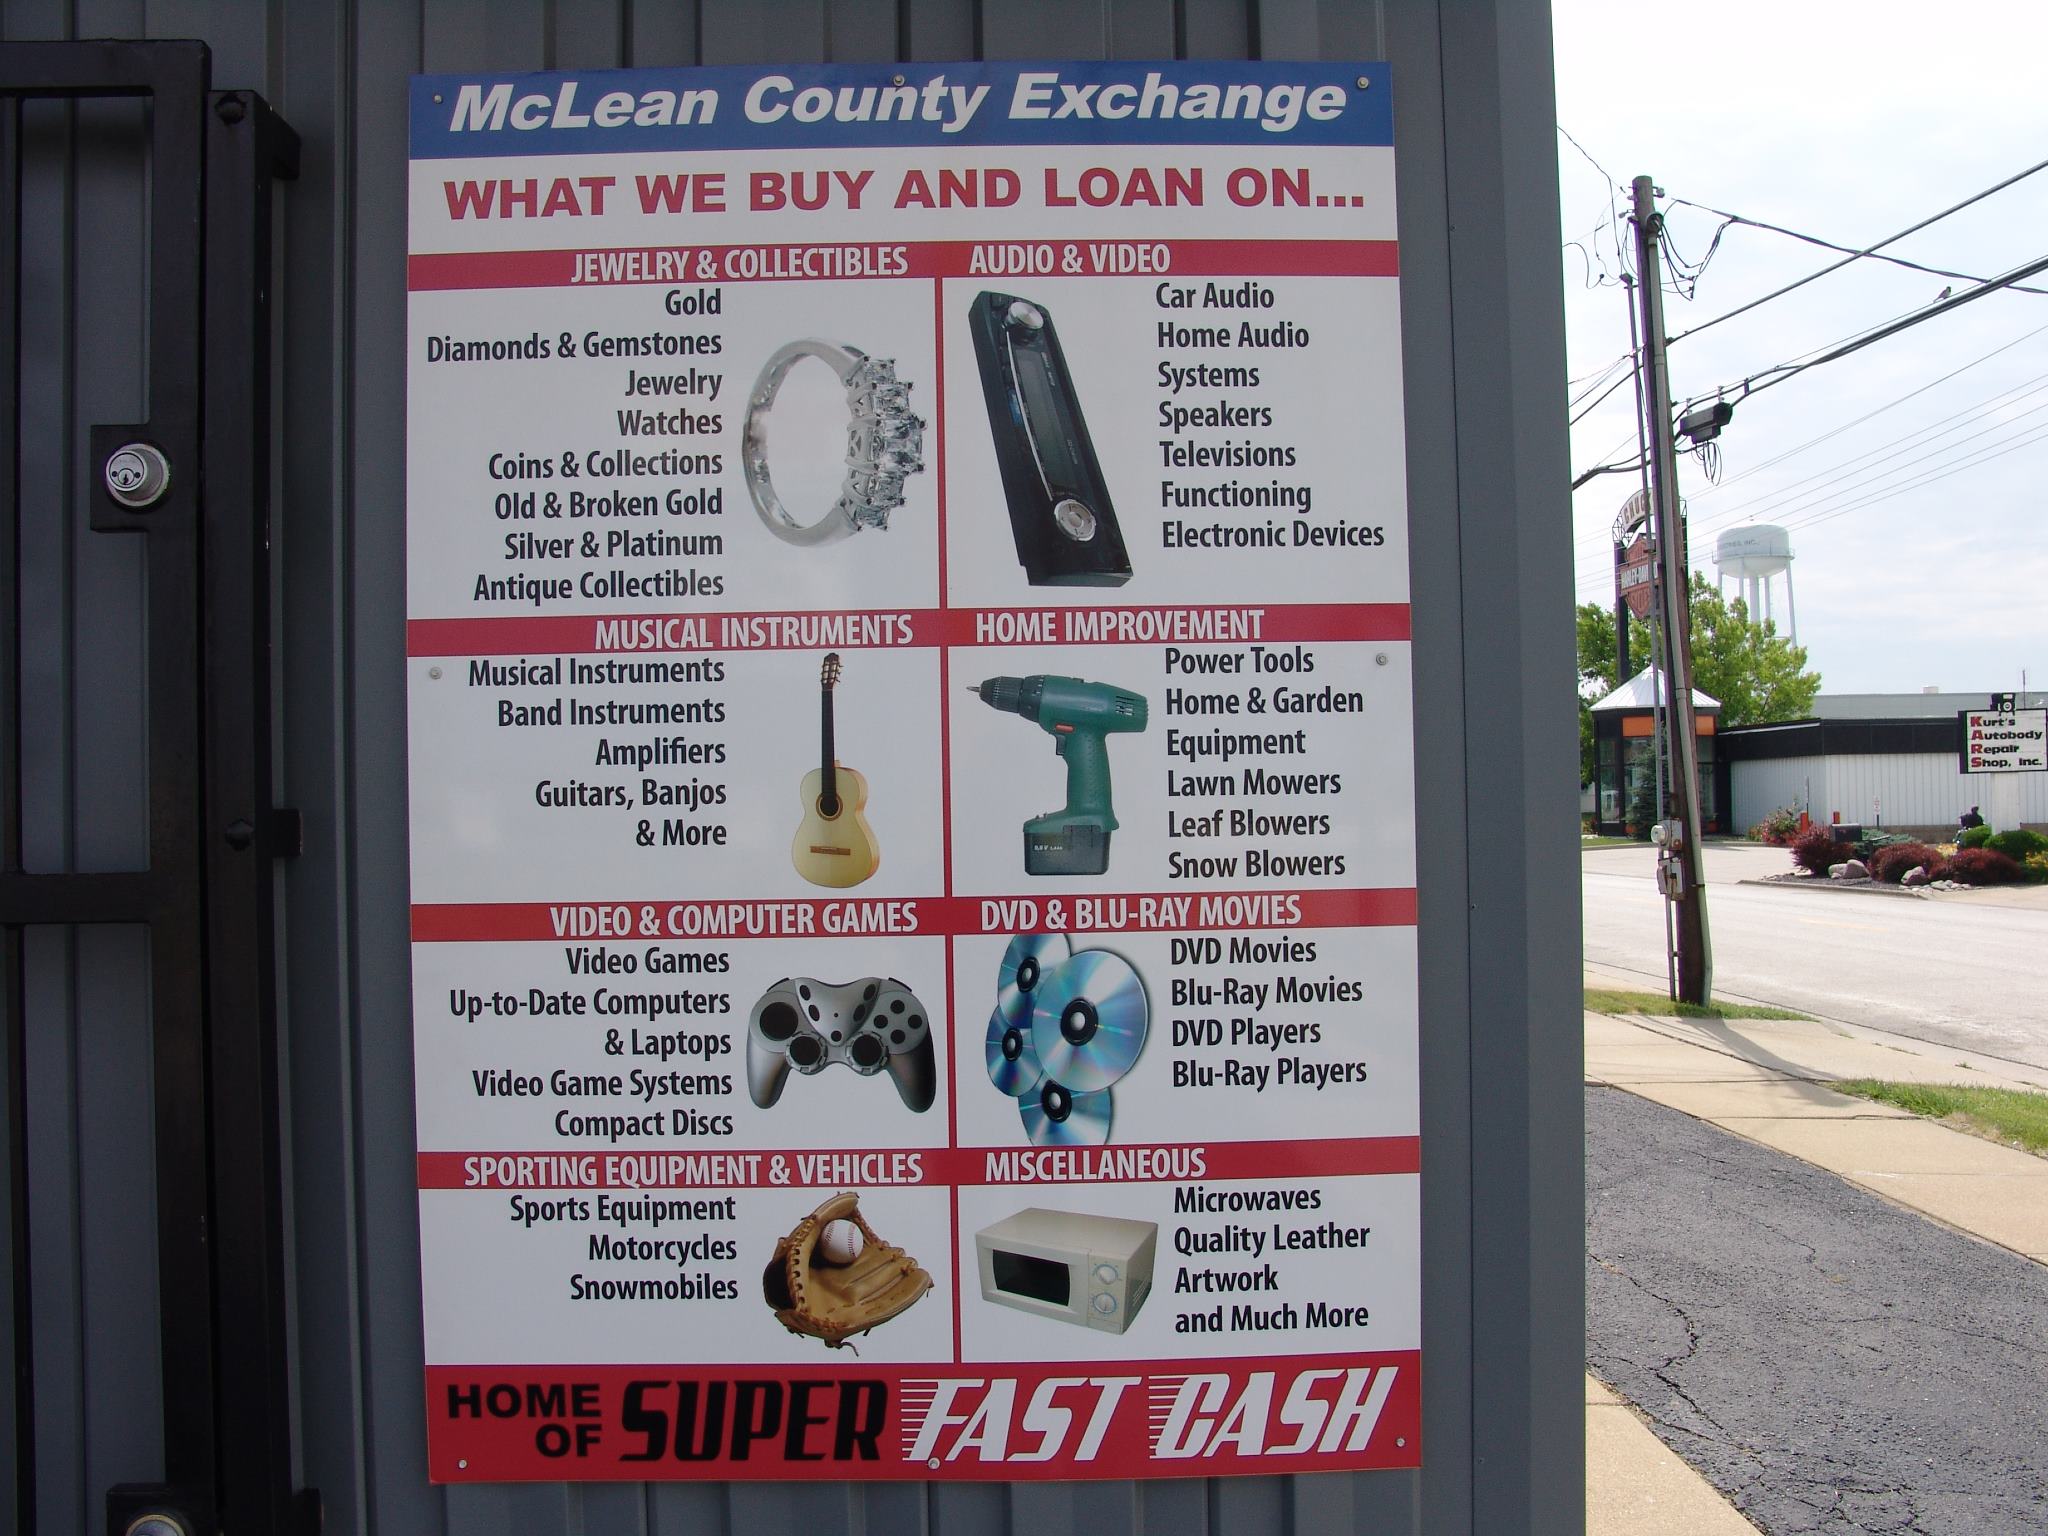 McLean County Exchange
WHAT WE BUY AND LOAN ON...
JEWELRY & COLLECTIBLES
Gold
Diamonds & Gemstones
Jewelry
Watches
Coins & Collections
Old & Broken Gold
Silver & Platinum
Antique Collectibles
AUDIO & VIDEO
Car Audio
Home Audio
Systems
Speakers
Televisions
Functioning
Electronic Devices
MUSICAL INSTRUMENTS
Musical Instruments
Band Instruments
Amplifiers
Guitars, Banjos
& More
HOME IMPROVEMENT
Power Tools
Home & Garden
Equipment
Lawn Mowers
Leaf Blowers
Snow Blowers
VIDEO & COMPUTER GAMES
Video Games
Up-to-Date Computers
& Laptops
Video Game Systems
Compact Discs
DVD & BLU-RAY MOVIES
DVD Movies
Blu-Ray Movies
DVD Players
Blu-Ray Players
SPORTING EQUIPMENT & VEHICLES
Sports Equipment
Motorcycles
Snowmobiles
MISCELLANEOUS
Microwaves
Quality Leather
Artwork
and Much More
HOME
OF SUPER FAST CASH
Kurt's
Autobody
Repair
Shop, Inc.